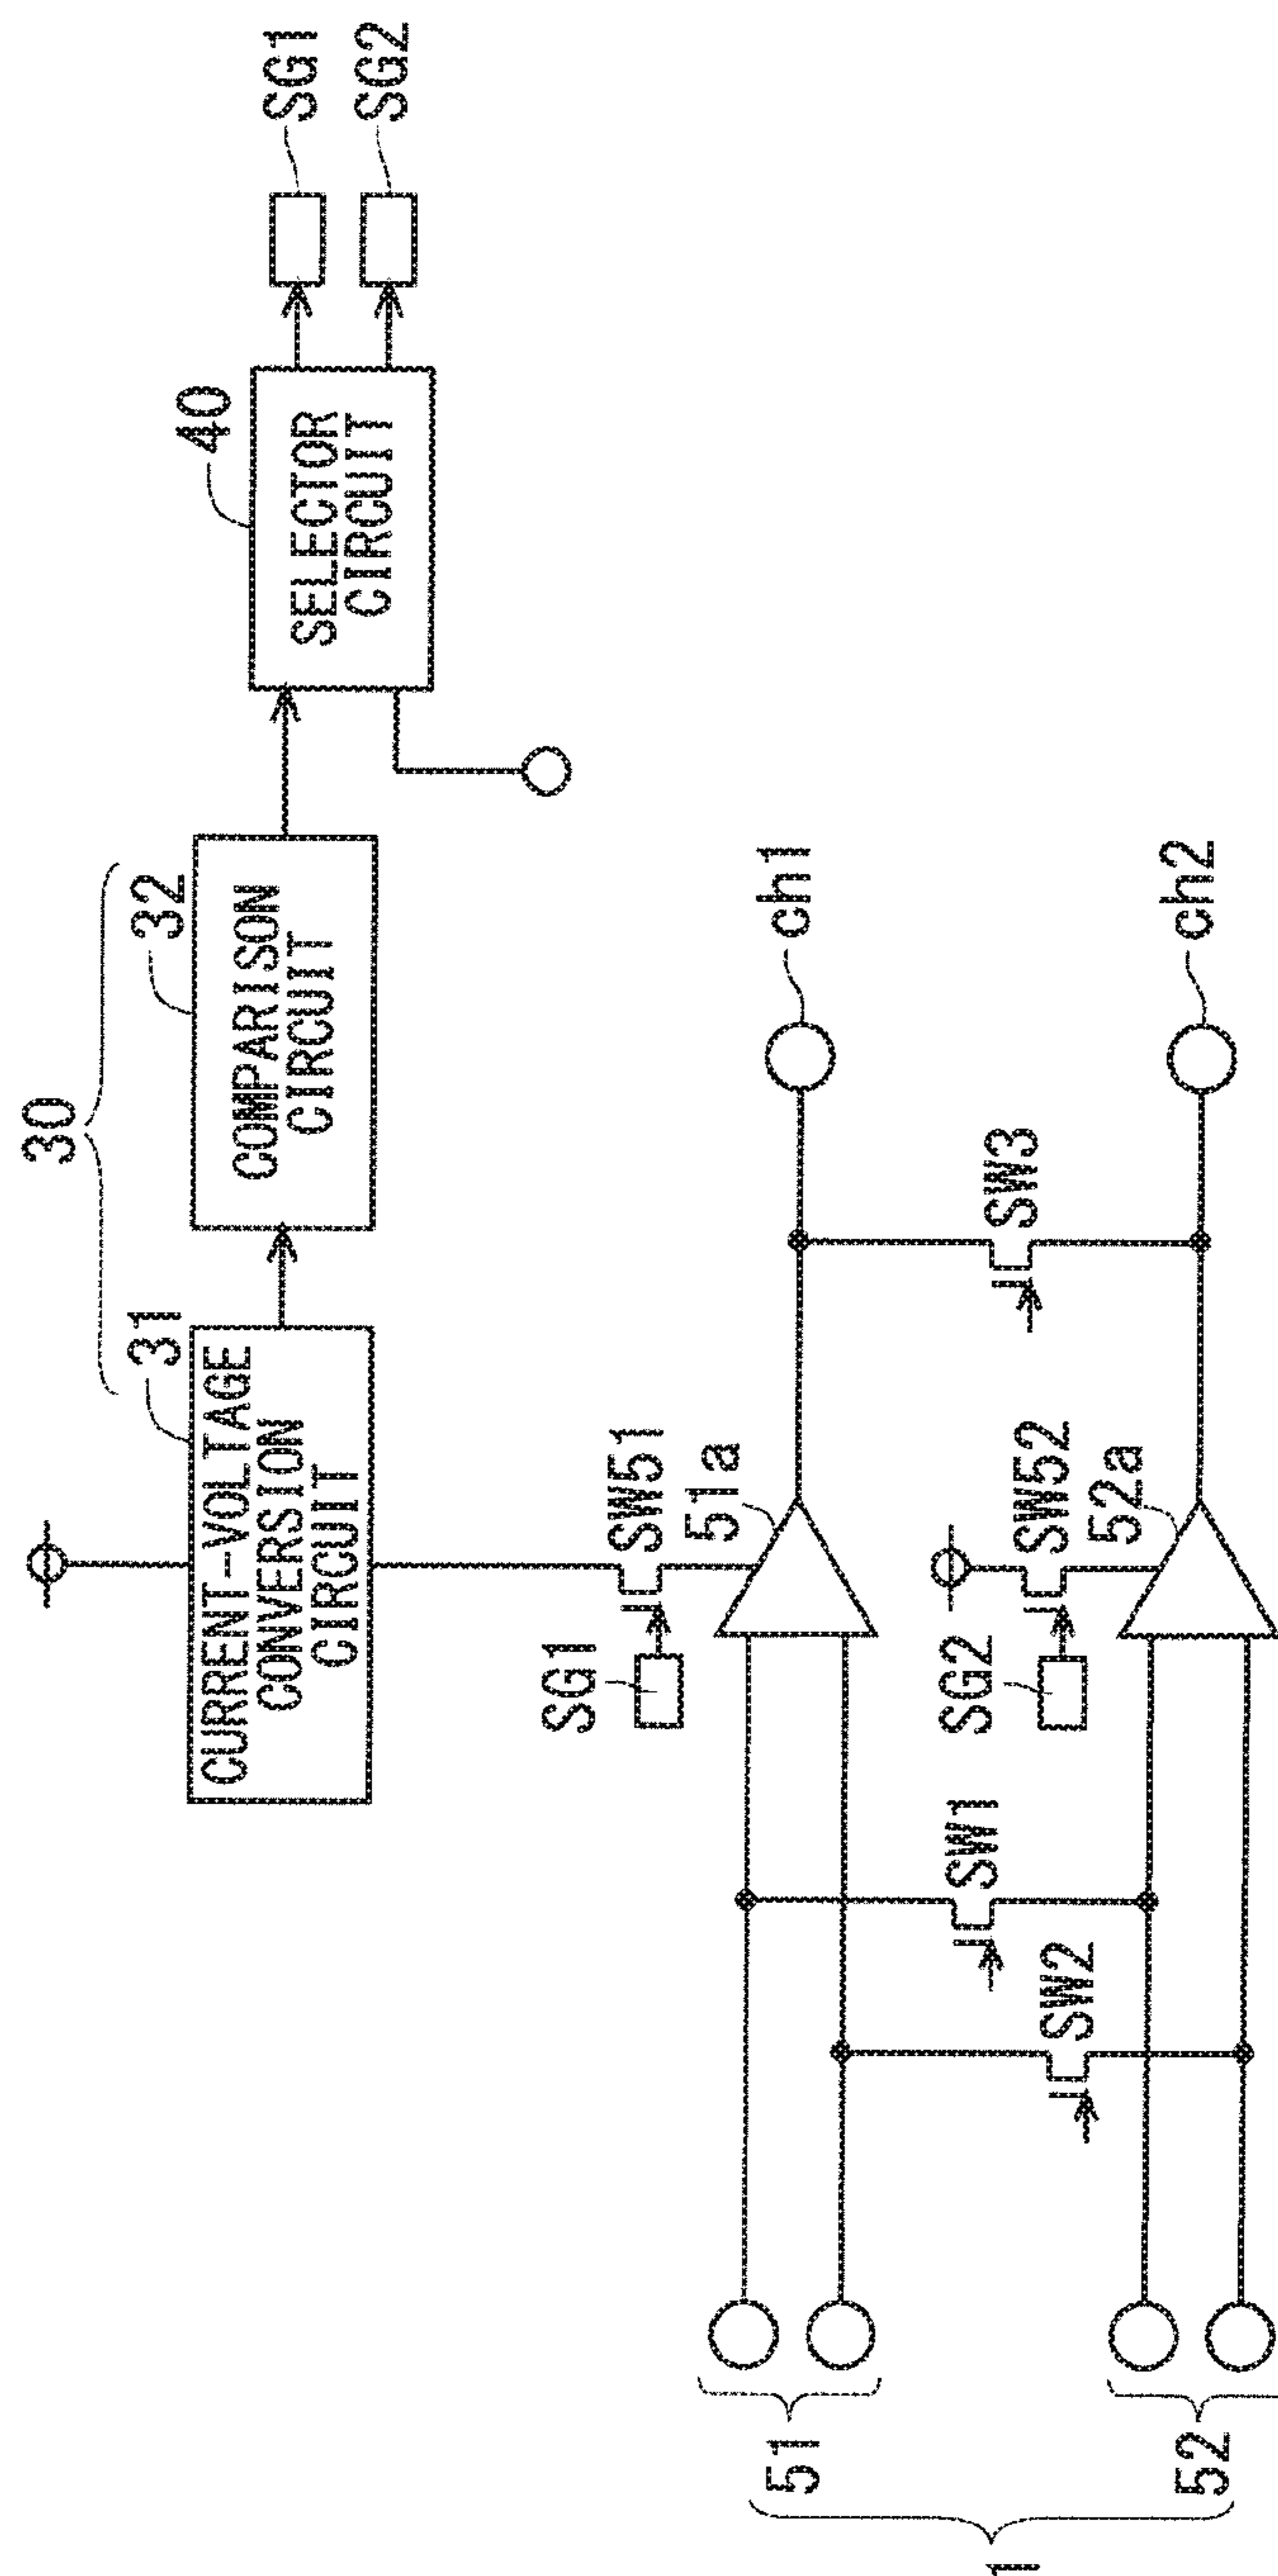 30
31
CURRENT-VOLTAGE
CONVERSION
CIRCUIT
32
COMPARISON
CIRCUIT
40
SELECTOR
CIRCUIT
SG1
SG2
SW51
SG1
51a
ch1
SW1
SW2
SW3
SG2
SW52
52a
ch2
51
52
1